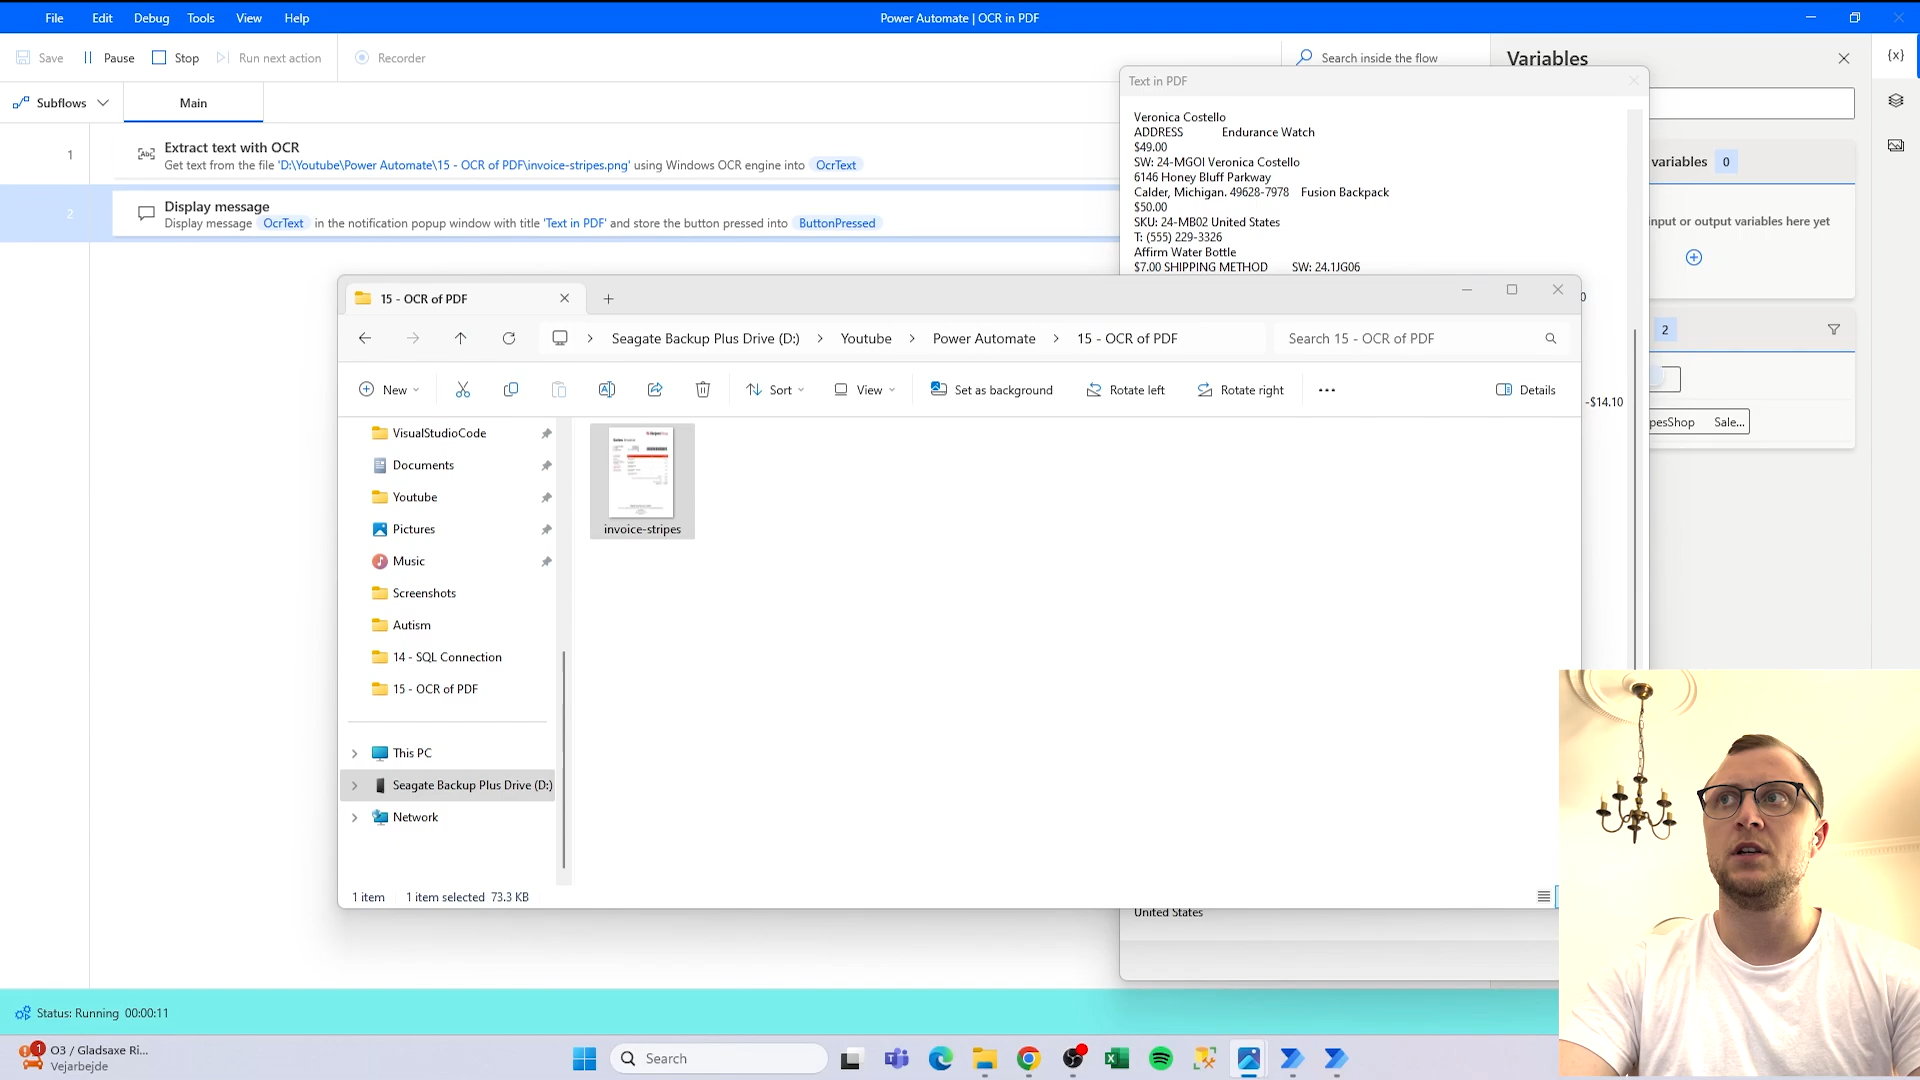 File Edit Debug Tools View Help
Power Automate | OCR in PDF
Save Pause Stop Run next action Recorder
Search inside the flow
Variables
{x}
Subflows Main
1
Extract text with OCR
Get text from the file 'D:\Youtube\Power Automate\15 - OCR of PDF\invoice-stripes.png' using Windows OCR engine into OcrText
2
Display message
Display message OcrText in the notification popup window with title 'Text in PDF' and store the button pressed into ButtonPressed
Text in PDF
Veronica Costello
ADDRESS Endurance Watch
$49.00
SW: 24-MGOI Veronica Costello
6146 Honey Bluff Parkway
Calder, Michigan. 49628-7978 Fusion Backpack
$50.00
SKU: 24-MB02 United States
T: (555) 229-3326
Affirm Water Bottle
$7.00 SHIPPING METHOD SW: 24.1JG06
0
-$14.10
United States
variables 0
nput or output variables here yet
2
pesShop Sale...
15 - OCR of PDF
Seagate Backup Plus Drive (D:) > Youtube > Power Automate > 15 - OCR of PDF
Search 15 - OCR of PDF
New Sort View Set as background Rotate left Rotate right ... Details
VisualStudioCode
Documents
Youtube
Pictures
Music
Screenshots
Autism
14 - SQL Connection
15 - OCR of PDF
This PC
Seagate Backup Plus Drive (D:)
Network
invoice-stripes
1 item 1 item selected 73.3 KB
Status: Running 00:00:11
1
O3 / Gladsaxe Ri...
Vejarbejde
Search